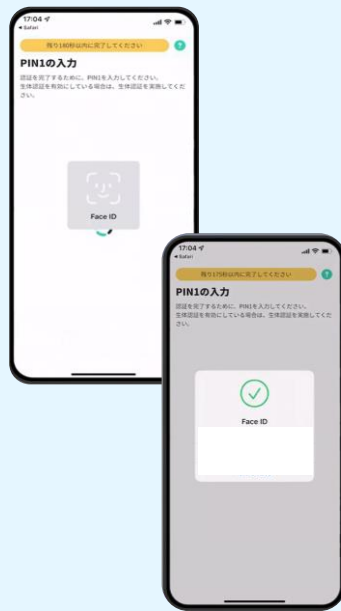 17:04
◀ Safari
残り180秒以内に完了してください
?
PIN1の入力
認証を完了するために、PIN1を入力してください。
生体認証を有効にしている場合は、生体認証を実施してくだ
さい。
Face ID
17:04
◀ Safari
残り175秒以内に完了してください
?
PIN1の入力
認証を完了するために、PIN1を入力してください。
生体認証を有効にしている場合は、生体認証を実施してくだ
さい。
Face ID